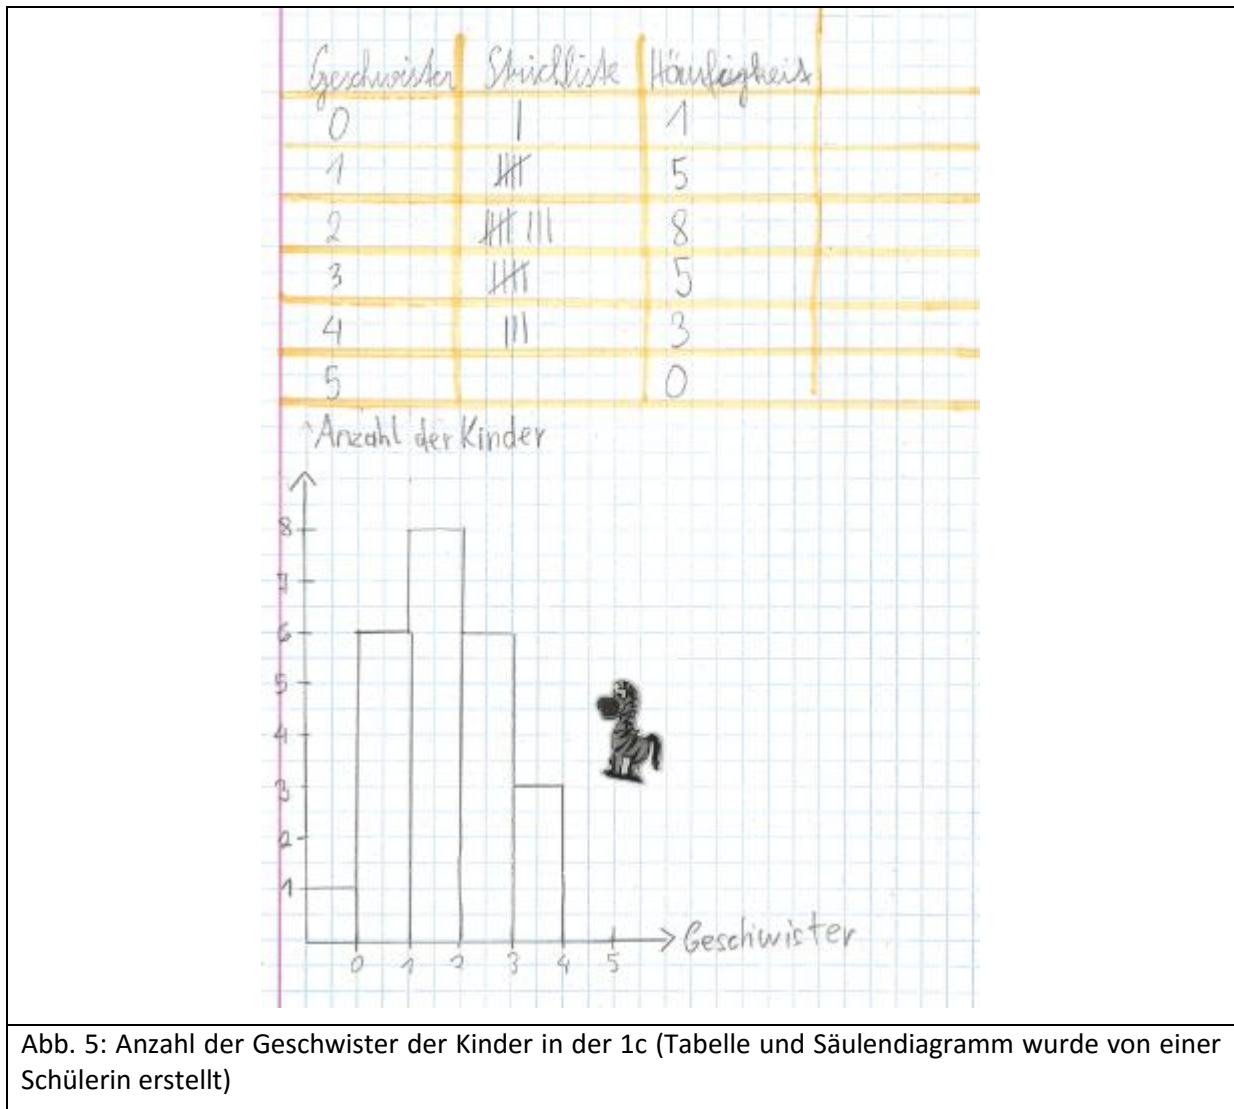 Geschwister Strichliste Häufigkeit
0 | 1
1 𝍸 5
2 𝍸 ||| 8
3 𝍸 5
4 ||| 3
5 0
Anzahl der Kinder
8
7
6
5
4
3
2
1
0 1 2 3 4 5
Geschwister
Abb. 5: Anzahl der Geschwister der Kinder in der 1c (Tabelle und Säulendiagramm wurde von einer
Schülerin erstellt)